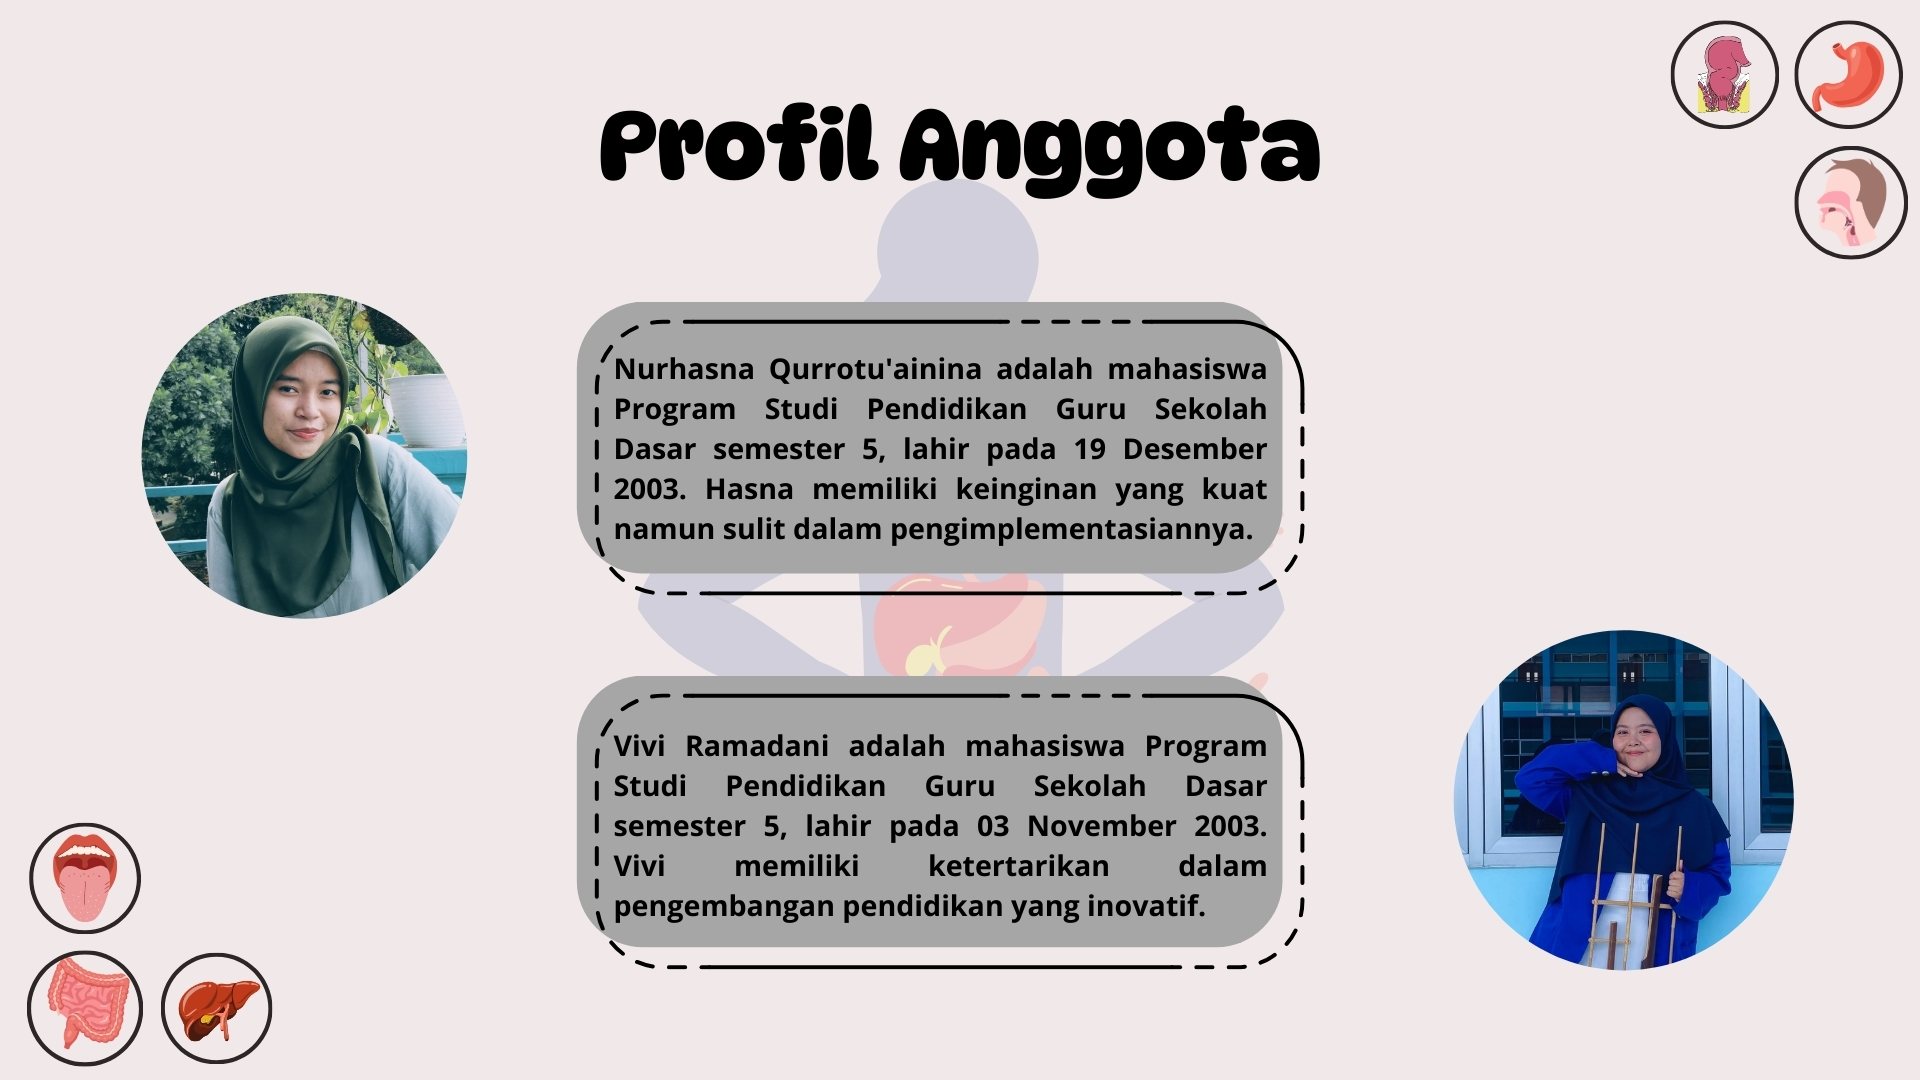 Profil Anggota
Nurhasna Qurrotu'ainina adalah mahasiswa
Program Studi Pendidikan Guru Sekolah
Dasar semester 5, lahir pada 19 Desember
2003. Hasna memiliki keinginan yang kuat
namun sulit dalam pengimplementasiannya.
Vivi Ramadani adalah mahasiswa Program
Studi Pendidikan Guru Sekolah Dasar
semester 5, lahir pada 03 November 2003.
Vivi memiliki ketertarikan dalam
pengembangan pendidikan yang inovatif.